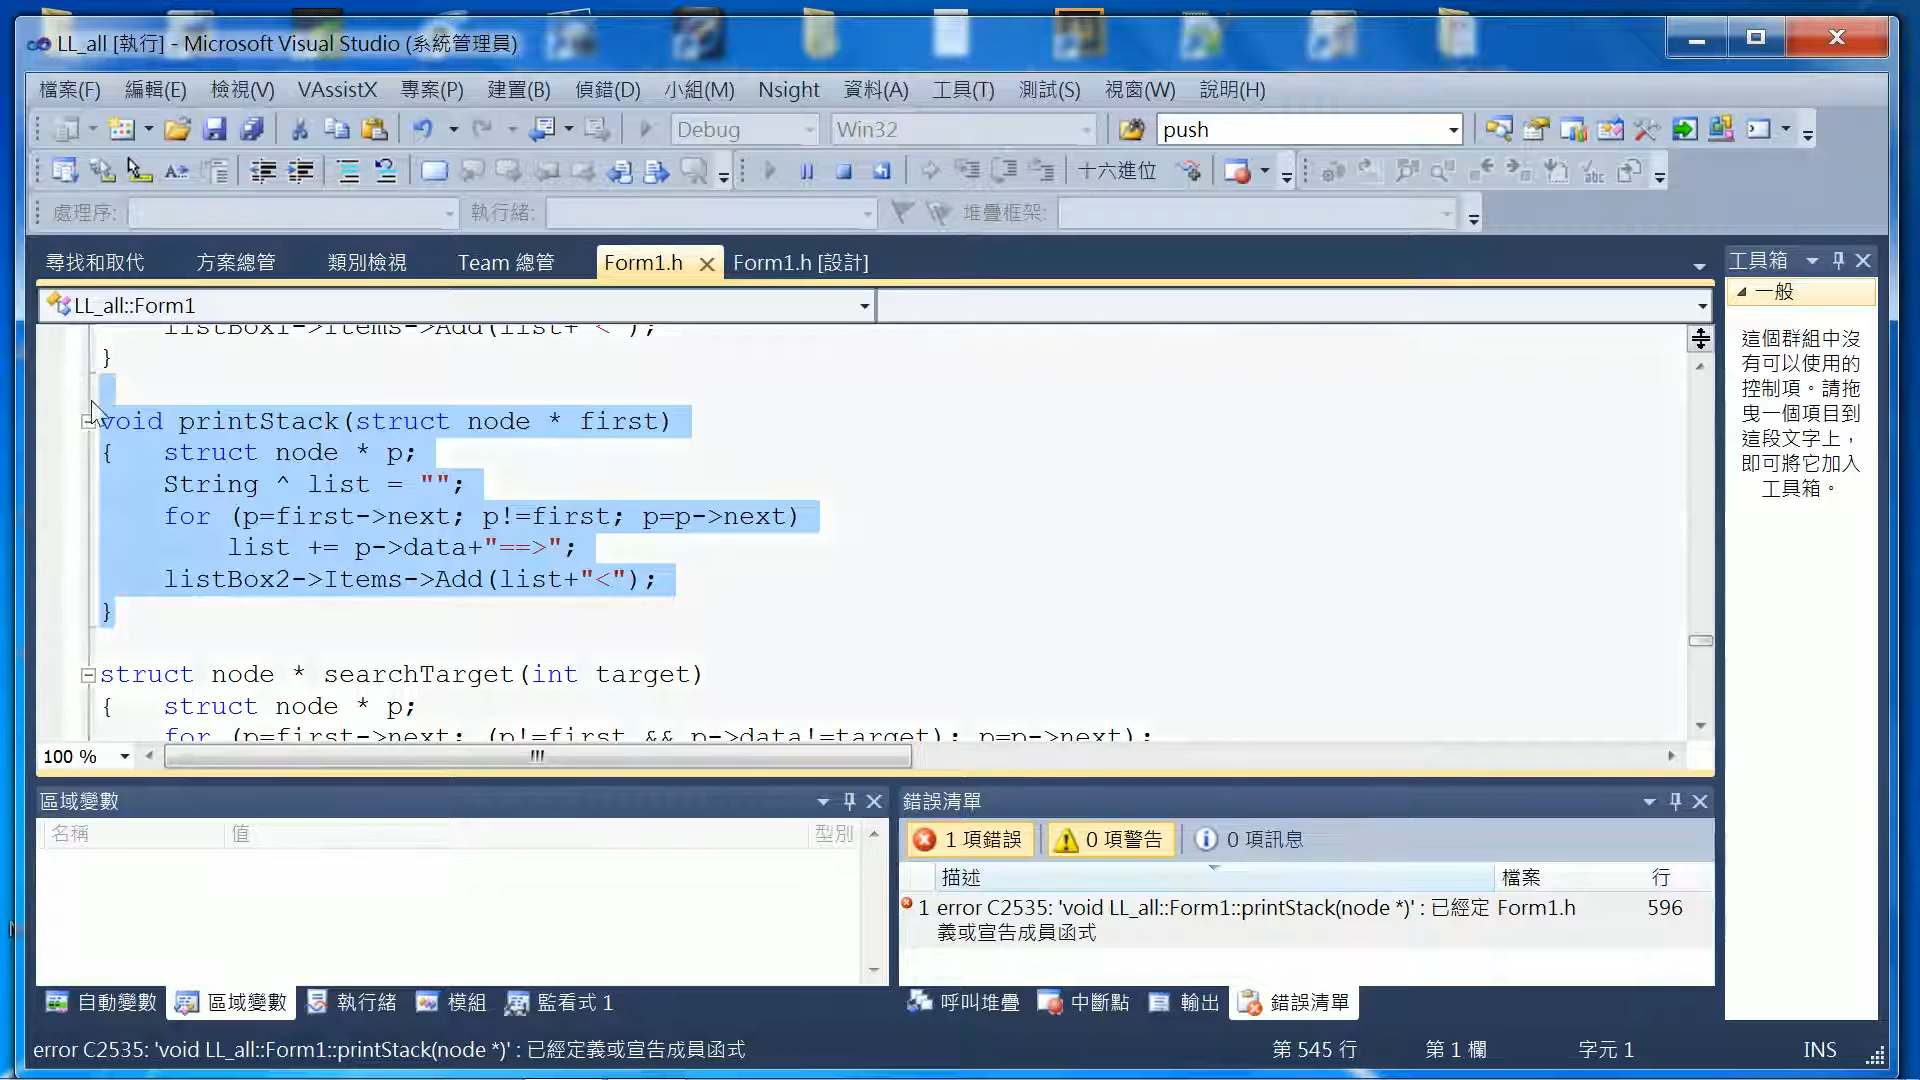 LL_all [執行] - Microsoft Visual Studio (系統管理員)
檔案(F) 編輯(E) 檢視(V) VAssistX 專案(P) 建置(B) 偵錯(D) 小組(M) Nsight 資料(A) 工具(T) 測試(S) 視窗(W) 說明(H)
Debug Win32 push
十六進位
處理序: 執行緒: 堆疊框架:
尋找和取代 方案總管 類別檢視 Team 總管 Form1.h Form1.h [設計]
工具箱
LL_all::Form1
一般
listBox1->Items->Add(list+"<");
}
void printStack(struct node * first)
{ struct node * p;
String ^ list = "";
for (p=first->next; p!=first; p=p->next)
list += p->data+"==>";
listBox2->Items->Add(list+"<");
}
struct node * searchTarget(int target)
{ struct node * p;
for (p=first->next; (p!=first && p->data!=target); p=p->next);
這個群組中沒
有可以使用的
控制項。請拖
曳一個項目到
這段文字上，
即可將它加入
工具箱。
100 %
區域變數
名稱 值 型別
錯誤清單
1 項錯誤 0 項警告 0 項訊息
描述 檔案 行
1 error C2535: 'void LL_all::Form1::printStack(node *)' : 已經定 Form1.h 596
義或宣告成員函式
自動變數 區域變數 執行緒 模組 監看式 1
呼叫堆疊 中斷點 輸出 錯誤清單
error C2535: 'void LL_all::Form1::printStack(node *)' : 已經定義或宣告成員函式 第 545 行 第 1 欄 字元 1 INS